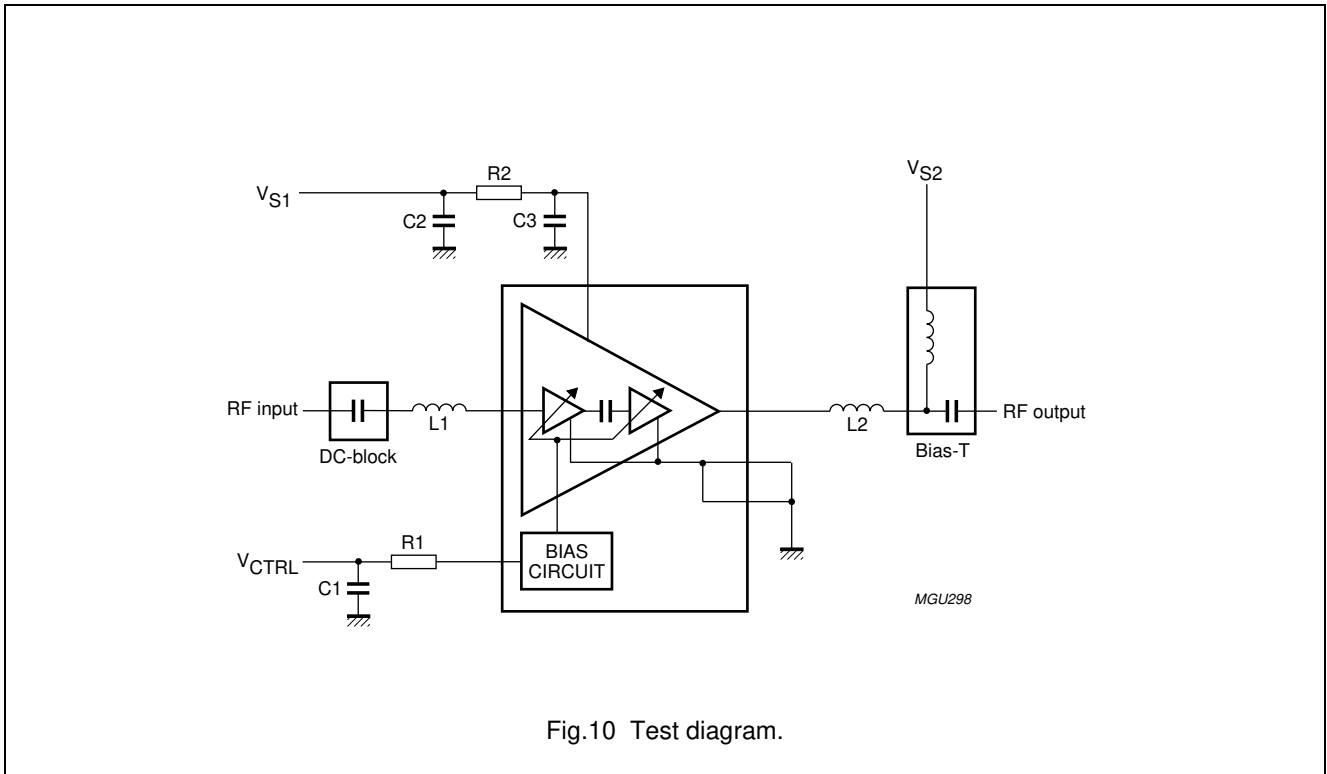 VS1
R2
VS2
C2
C3
RF input
DC-block
L1
L2
RF output
Bias-T
VCTRL
R1
C1
BIAS
CIRCUIT
MGU298
Fig.10 Test diagram.